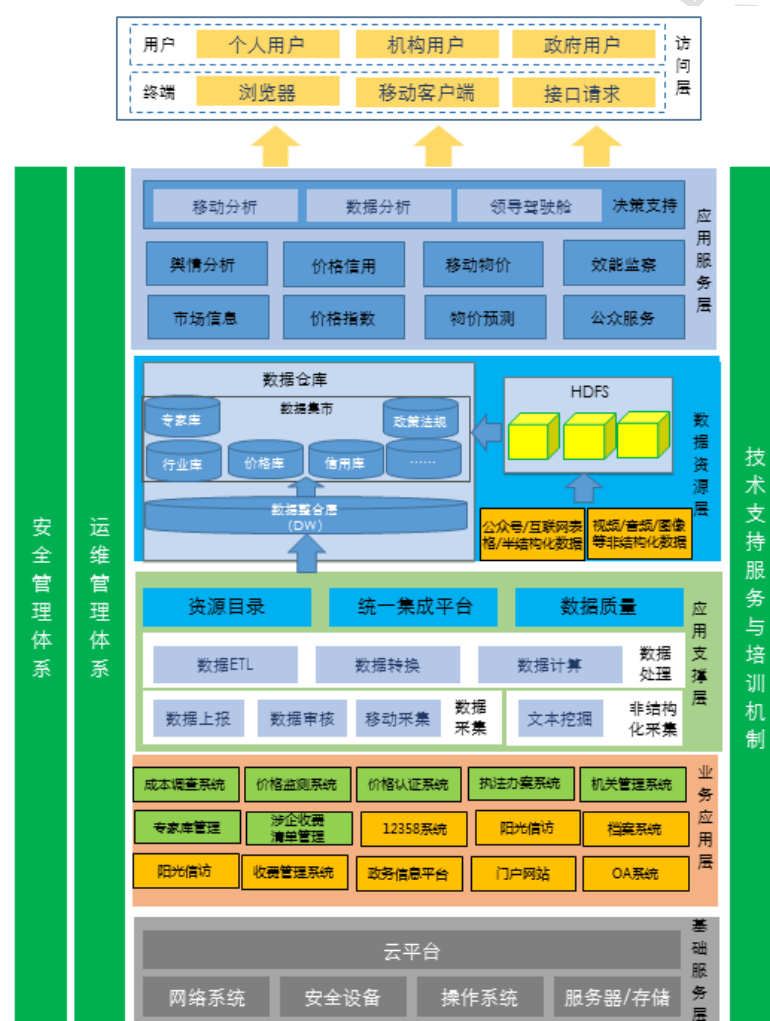 用户
个人用户
机构用户
政府用户
终端
浏览器
移动客户端
接口请求
访问层
安全管理体系
运维管理体系
技术支持服务与培训机制
移动分析
数据分析
领导驾驶舱
决策支持
舆情分析
价格信用
移动物价
效能监察
市场信息
价格指数
物价预测
公众服务
应用服务层
数据仓库
数据集市
专家库
政策法规
行业库
价格库
信用库
......
数据整合层
(DW)
HDFS
公众号/互联网表
格/半结构化数据
视频/音频/图像
等非结构化数据
数据资源层
资源目录
统一集成平台
数据质量
数据ETL
数据转换
数据计算
数据
处理
数据上报
数据审核
移动采集
数据
采集
文本挖掘
非结构
化采集
应用支撑层
成本调查系统
价格监测系统
价格认证系统
执法办案系统
机关管理系统
专家库管理
涉企收费
清单管理
12358系统
阳光信访
档案系统
阳光信访
收费管理系统
政务信息平台
门户网站
OA系统
业务应用层
云平台
网络系统
安全设备
操作系统
服务器/存储
基础服务层